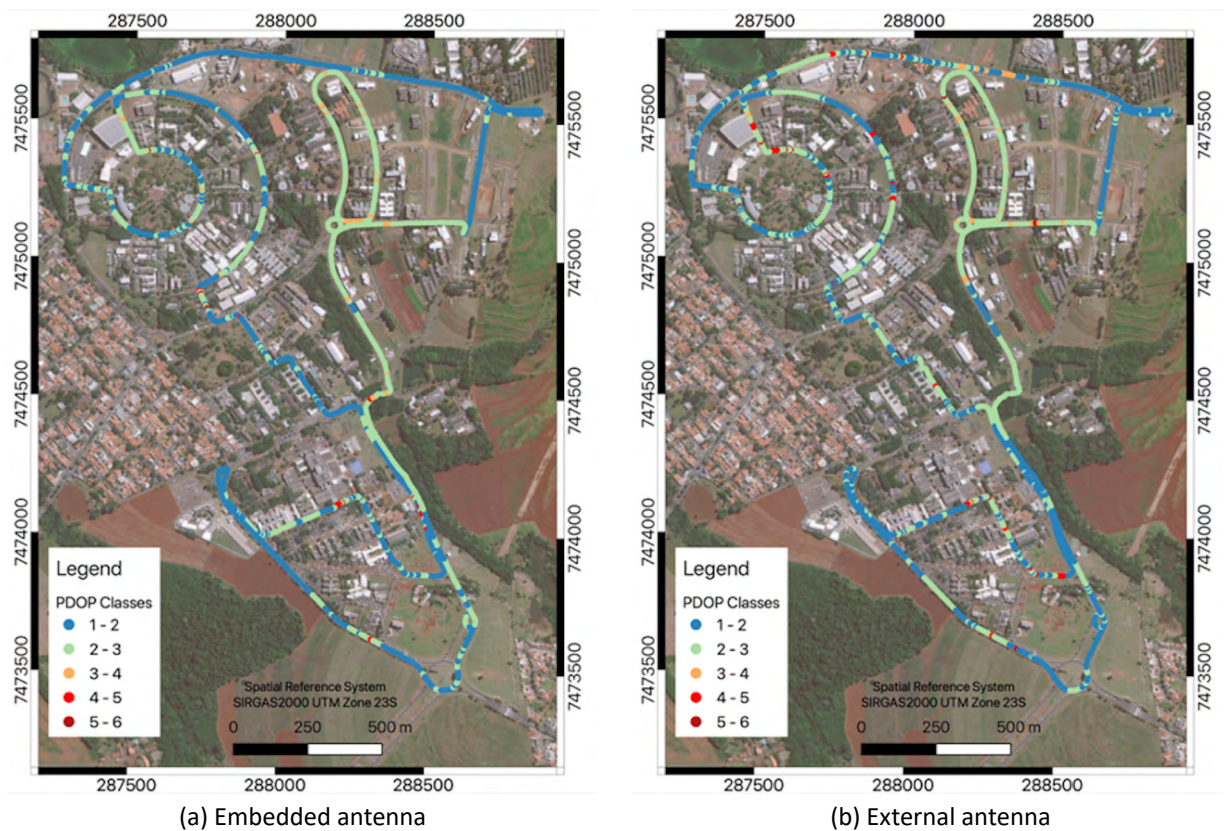 287500 288000 288500
287500 288000 288500
7475500
7475000
7474500
7474000
7473500
7475500
7475000
7474500
7474000
7473500
Legend
PDOP Classes
1 - 2
2 - 3
3 - 4
4 - 5
5 - 6
Spatial Reference System
SIRGAS2000 UTM Zone 23S
0 250 500 m
287500 288000 288500
(a) Embedded antenna
7475500
7475000
7474500
7474000
7473500
7475500
7475000
7474500
7474000
7473500
Legend
PDOP Classes
1 - 2
2 - 3
3 - 4
4 - 5
5 - 6
Spatial Reference System
SIRGAS2000 UTM Zone 23S
0 250 500 m
287500 288000 288500
(b) External antenna